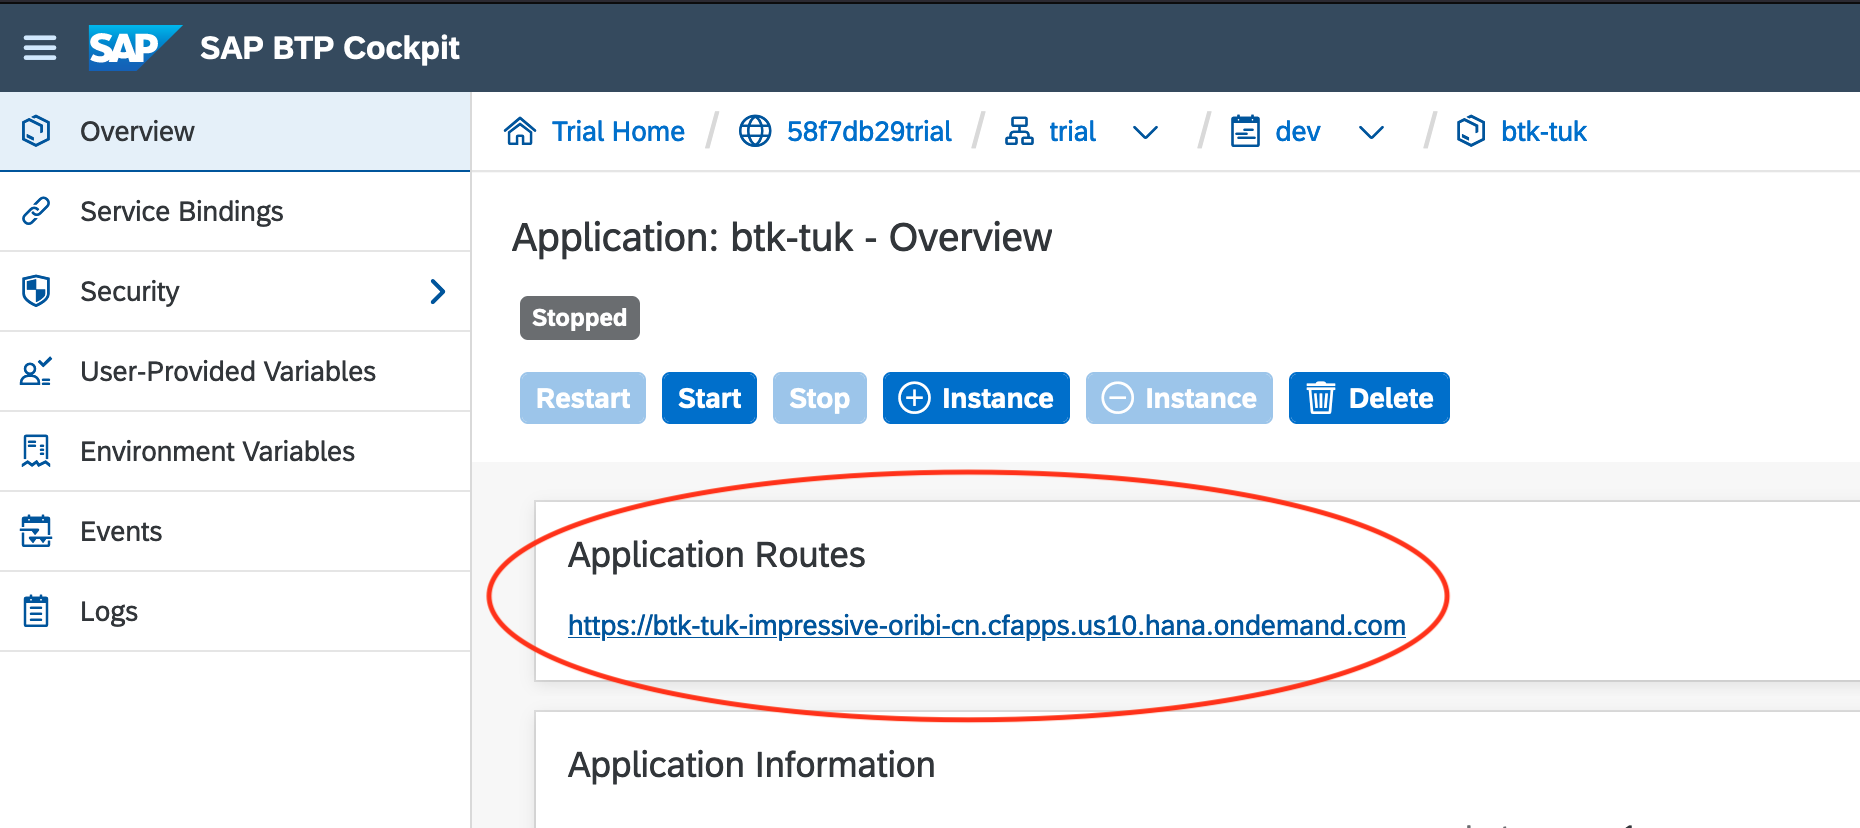 SAP SAP BTP Cockpit
Overview
Service Bindings
Security
User-Provided Variables
Environment Variables
Events
Logs
Trial Home / 58f7db29trial / trial / dev / btk-tuk
Application: btk-tuk - Overview
Stopped
Restart Start Stop Instance Instance Delete
Application Routes
https://btk-tuk-impressive-oribi-cn.cfapps.us10.hana.ondemand.com
Application Information